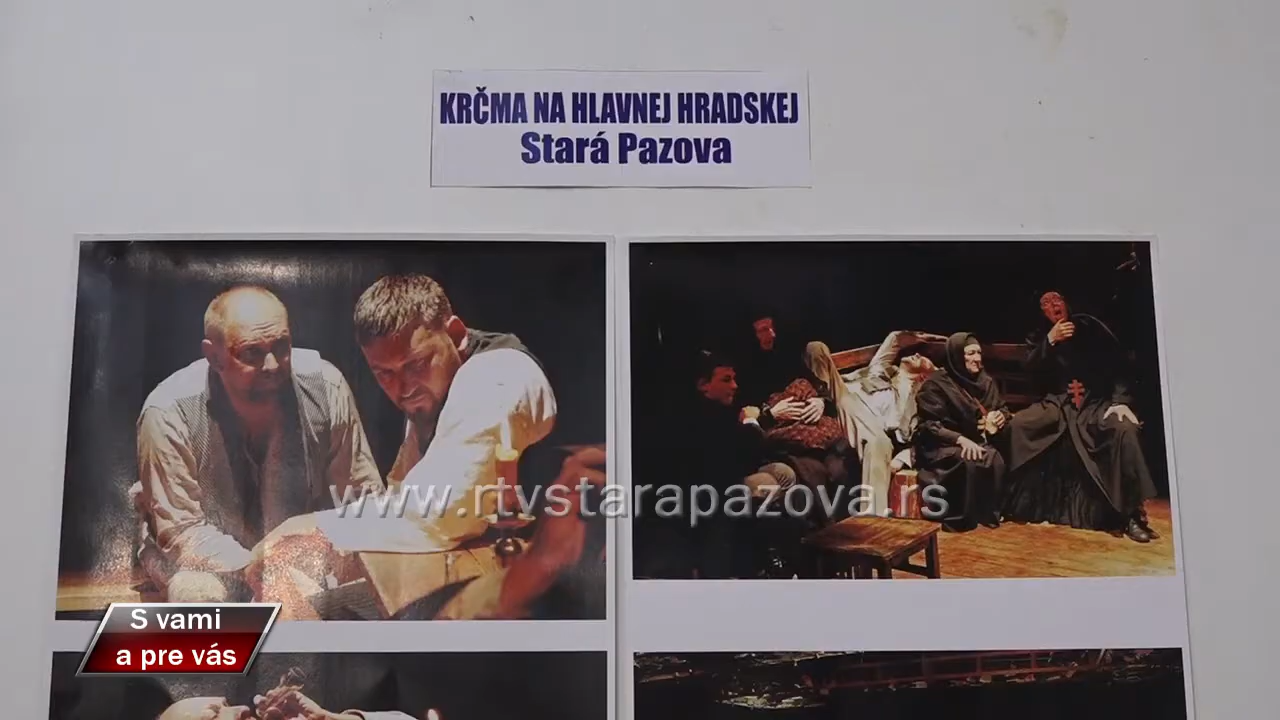 KRČMA NA HLAVNEJ HRADSKEJ
Stará Pazova
www.rtvstarapazova.rs
S vami
a pre vás